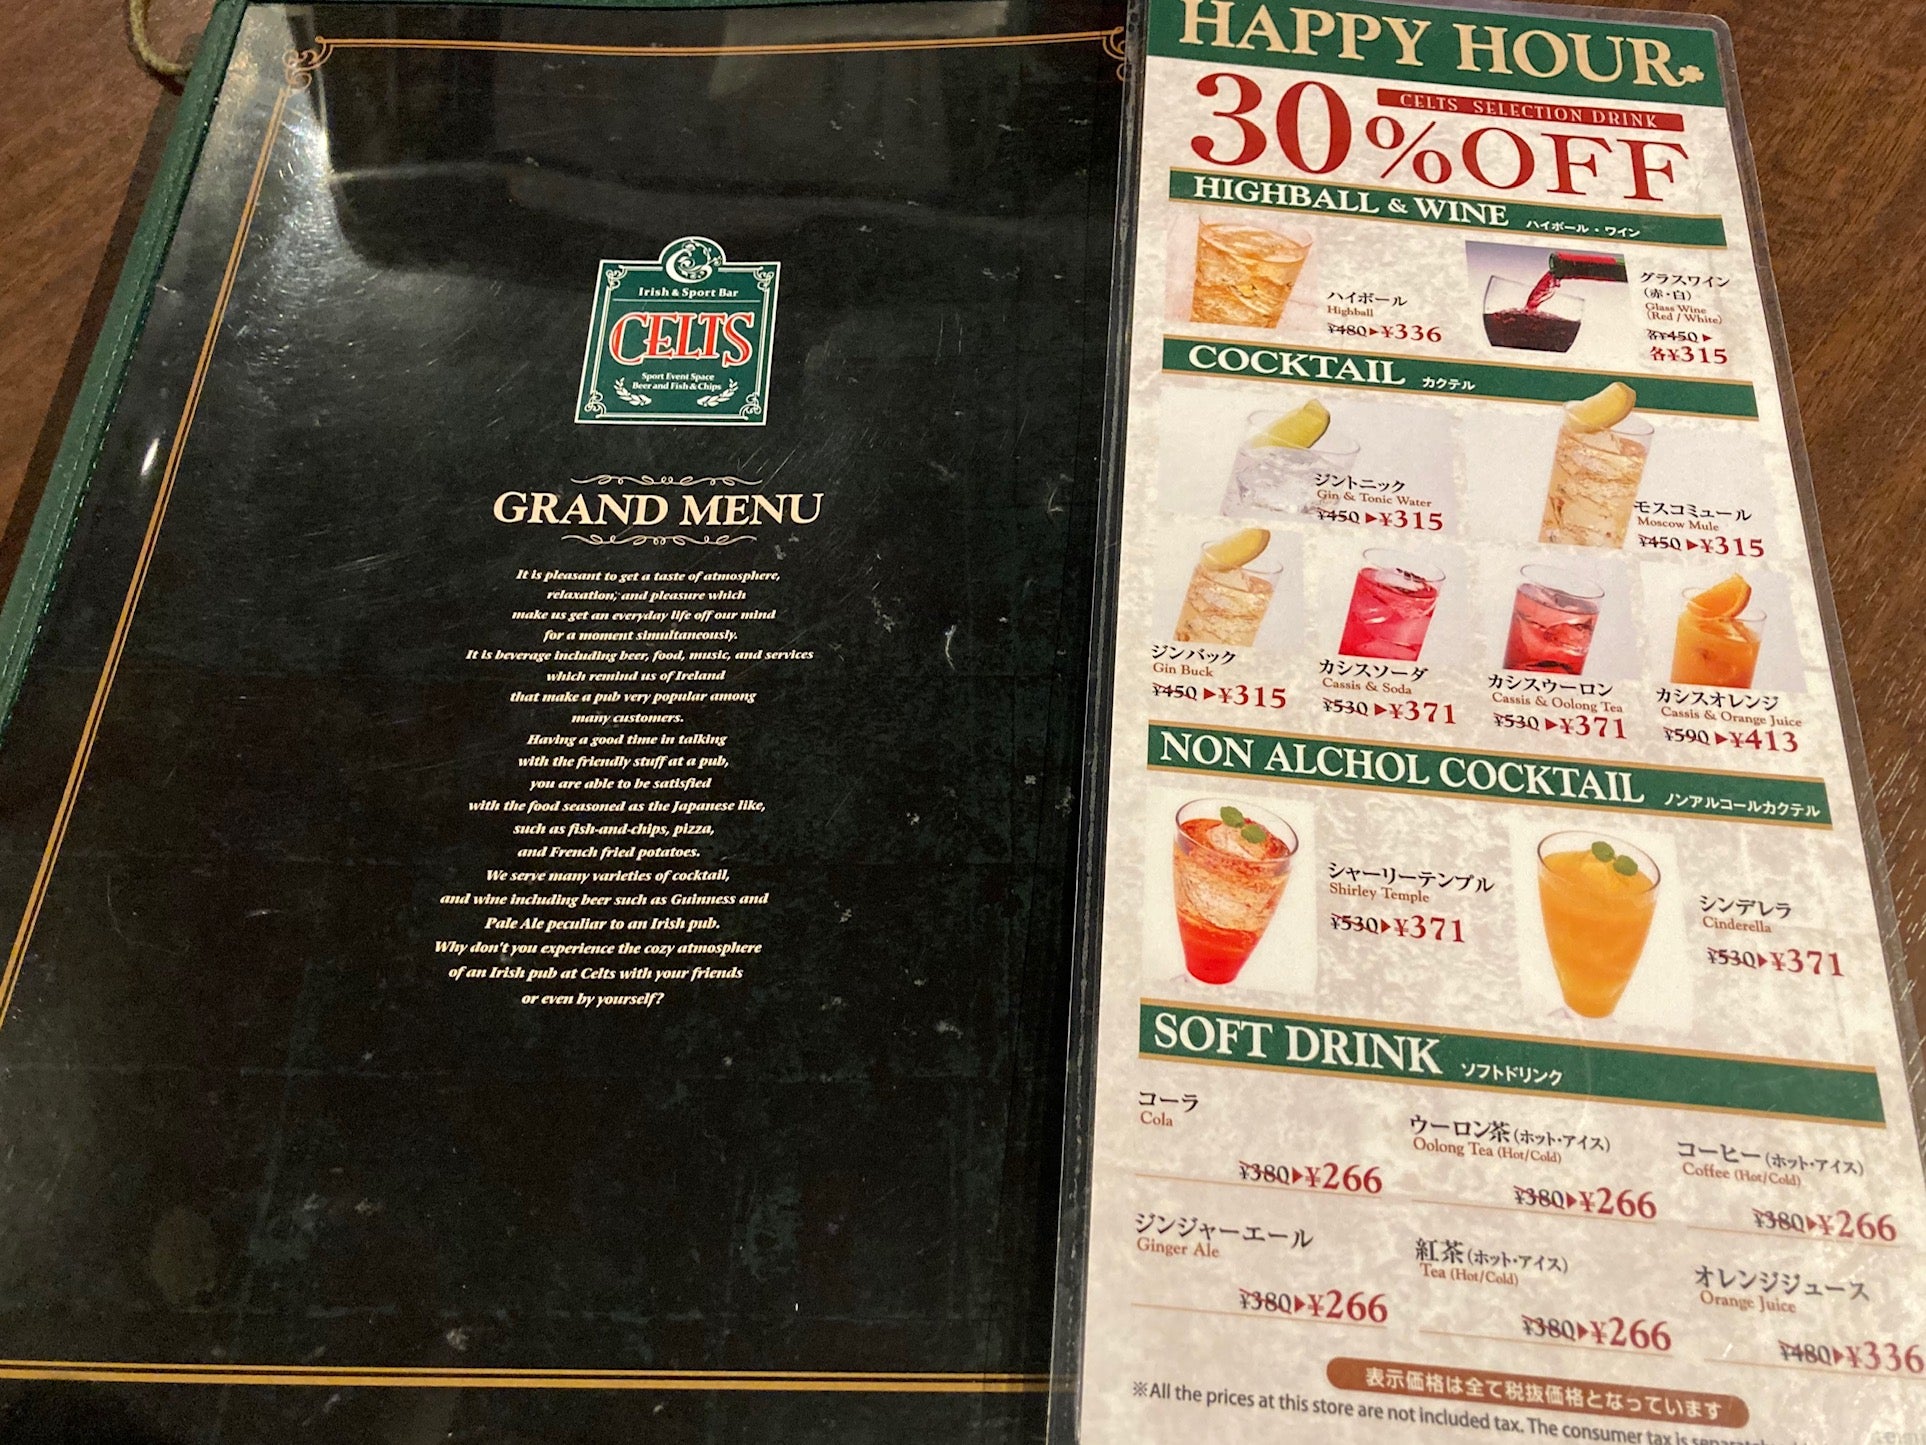 Irish & Sport Bar
CELTS
Sport Event Space
Beer and Fish & Chips
GRAND MENU
It is pleasant to get a taste of atmosphere,
relaxation, and pleasure which
make us get an everyday life off our mind
for a moment simultaneously.
It is beverage including beer, food, music, and services
which remind us of Ireland
that make a pub very popular among
many customers.
Having a good time in talking
with the friendly stuff at a pub,
you are able to be satisfied
with the food seasoned as the Japanese like,
such as fish-and-chips, pizza,
and French fried potatoes.
We serve many varieties of cocktail,
and wine including beer such as Guinness and
Pale Ale peculiar to an Irish pub.
Why don't you experience the cozy atmosphere
of an Irish pub at Celts with your friends
or even by yourself?
HAPPY HOUR
CELTS SELECTION DRINK
30%OFF
HIGHBALL & WINE ハイボール・ワイン
ハイボール
Highball
¥480▶¥336
グラスワイン
(赤・白)
Glass Wine
(Red / White)
各¥450▶
各¥315
COCKTAIL カクテル
ジントニック
Gin & Tonic Water
¥450▶¥315
モスコミュール
Moscow Mule
¥450▶¥315
ジンバック
Gin Buck
¥450▶¥315
カシスソーダ
Cassis & Soda
¥530▶¥371
カシスウーロン
Cassis & Oolong Tea
¥530▶¥371
カシスオレンジ
Cassis & Orange Juice
¥590▶¥413
NON ALCHOL COCKTAIL ノンアルコールカクテル
シャーリーテンプル
Shirley Temple
¥530▶¥371
シンデレラ
Cinderella
¥530▶¥371
SOFT DRINK ソフトドリンク
コーラ
Cola
¥380▶¥266
ウーロン茶(ホット・アイス)
Oolong Tea (Hot/Cold)
¥380▶¥266
コーヒー(ホット・アイス)
Coffee (Hot/Cold)
¥380▶¥266
ジンジャーエール
Ginger Ale
¥380▶¥266
紅茶(ホット・アイス)
Tea (Hot/Cold)
¥380▶¥266
オレンジジュース
Orange Juice
¥480▶¥336
表示価格は全て税抜価格となっています
※All the prices at this store are not included tax. The consumer tax is